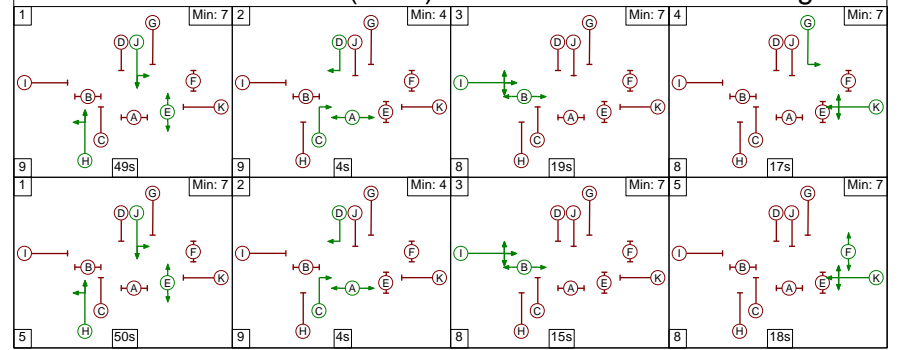 1 Min: 7
G
D J
I F
B
E K
A
C
H
9 49s
2 Min: 4
G
D J
I F
B
E K
A
C
H
9 4s
3 Min: 7
G
D J
I F
B
E K
A
C
H
8 19s
4 Min: 7
G
D J
I F
B
E K
A
C
H
8 17s
1 Min: 7
G
D J
I F
B
E K
A
C
H
5 50s
2 Min: 4
G
D J
I F
B
E K
A
C
H
9 4s
3 Min: 7
G
D J
I F
B
E K
A
C
H
8 15s
5 Min: 7
G
D J
I F
B
E K
A
C
H
8 18s